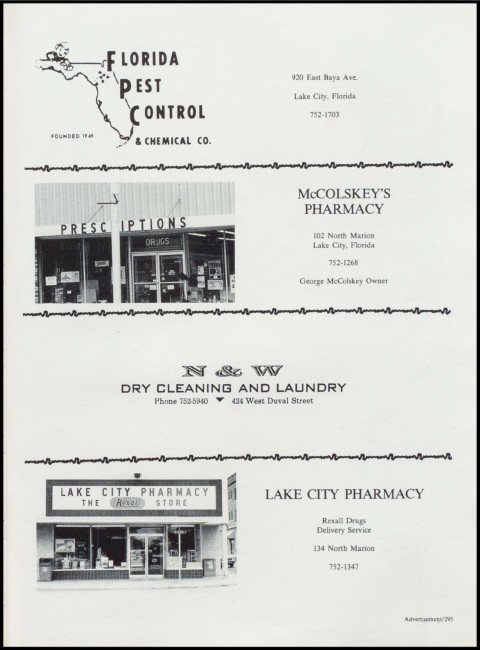 FLORIDA
PEST
CONTROL
& CHEMICAL CO.
FOUNDED 1949
920 East Baya Ave.
Lake City, Florida
752-1703
PRESCRIPTIONS
DRUGS
McCOLSKEY'S
PHARMACY
102 North Marion
Lake City, Florida
752-1268
George McColskey Owner
N & W
DRY CLEANING AND LAUNDRY
Phone 752-5940 424 West Duval Street
LAKE CITY PHARMACY
THE Rexall STORE
LAKE CITY PHARMACY
Rexall Drugs
Delivery Service
134 North Marion
752-1347
Advertisement/295